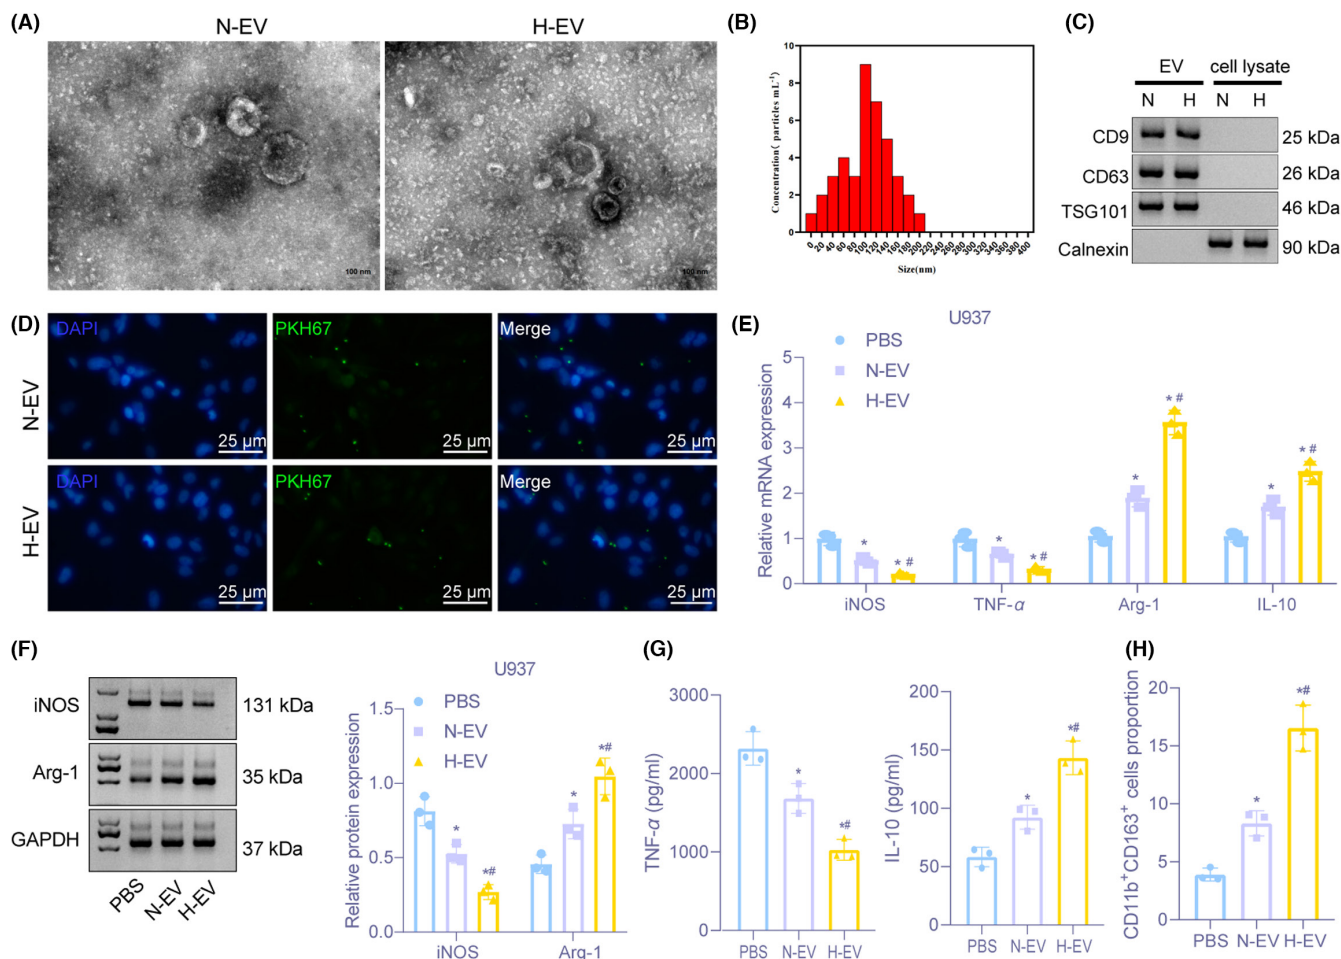 (A)
N-EV
H-EV
100 nm
100 nm
(B)
Concentration( particles mL⁻¹)
10
8
6
4
2
0
0 20 40 60 80 100 120 140 160 180 200 220 240 260 280 300 320 340 360 380 400
Size(nm)
(C)
EV cell lysate
N H N H
CD9 25 kDa
CD63 26 kDa
TSG101 46 kDa
Calnexin 90 kDa
(D)
N-EV
DAPI PKH67 Merge
25 µm 25 µm 25 µm
H-EV
DAPI PKH67 Merge
25 µm 25 µm 25 µm
(E)
U937
PBS
N-EV
H-EV
Relative mRNA expression
5
4
3
2
1
0
* * # * * # * * # * * #
iNOS TNF-α Arg-1 IL-10
(F)
iNOS 131 kDa
Arg-1 35 kDa
GAPDH 37 kDa
PBS N-EV H-EV
U937
PBS
N-EV
H-EV
Relative protein expression
1.5
1.0
0.5
0.0
* *# * *#
iNOS Arg-1
(G)
TNF-α (pg/ml)
3000
2000
1000
0
* *#
PBS N-EV H-EV
IL-10 (pg/ml)
200
150
100
50
0
* *#
PBS N-EV H-EV
(H)
CD11b⁺CD163⁺ cells proportion
20
15
10
5
0
* *#
PBS N-EV H-EV